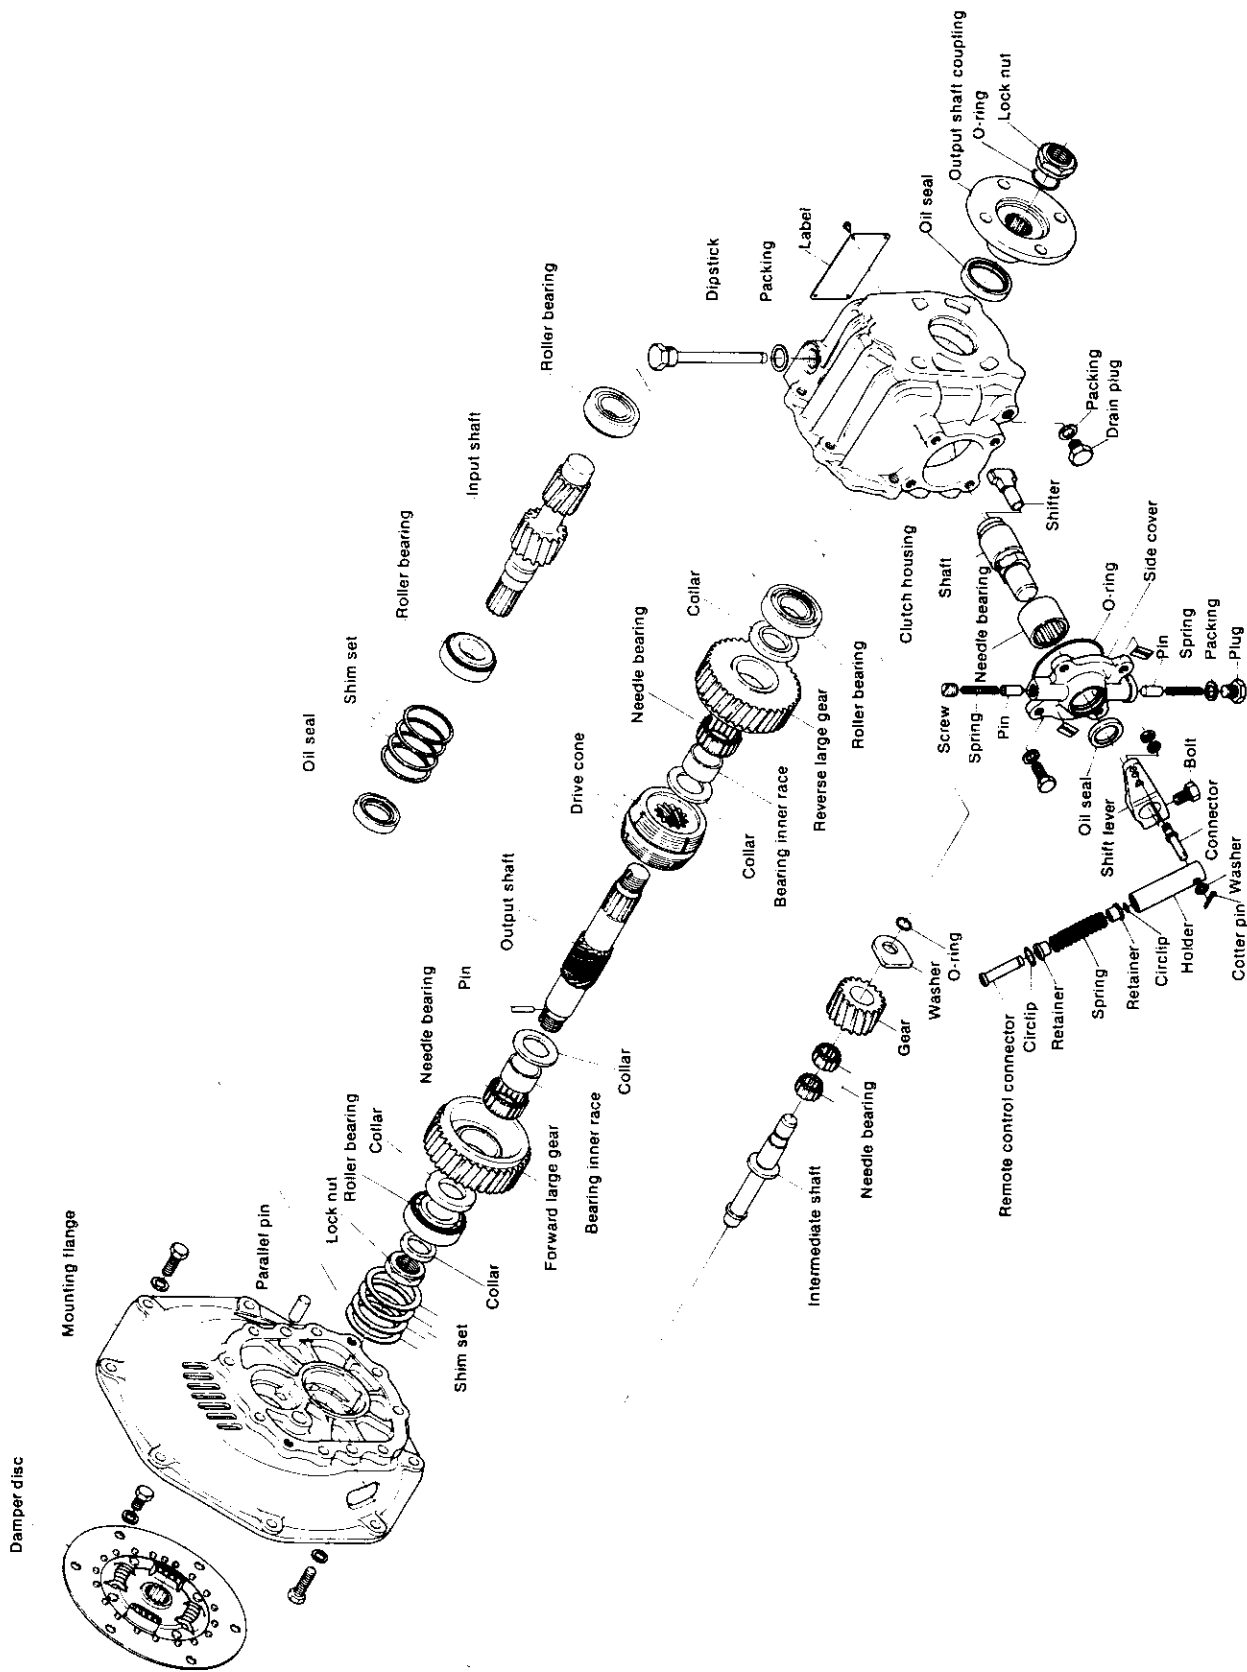 Damper disc
Mounting flange
Parallel pin
Lock nut
Roller bearing
Collar
Needle bearing
Pin
Output shaft
Drive cone
Needle bearing
Collar
Oil seal
Shim set
Roller bearing
Input shaft
Roller bearing
Dipstick
Packing
Label
Oil seal
Output shaft coupling
O-ring
Lock nut
Shim set
Collar
Forward large gear
Bearing inner race
Collar
Collar
Bearing inner race
Reverse large gear
Roller bearing
Clutch housing
Shaft
Needle bearing
Shifter
Packing
Drain plug
Intermediate shaft
Needle bearing
Gear
Washer
O-ring
Screw
Spring
Pin
O-ring
Side cover
Pin
Spring
Packing
Plug
Oil seal
Shift lever
Bolt
Connector
Washer
Cotter pin
Remote control connector
Circlip
Retainer
Spring
Retainer
Circlip
Holder